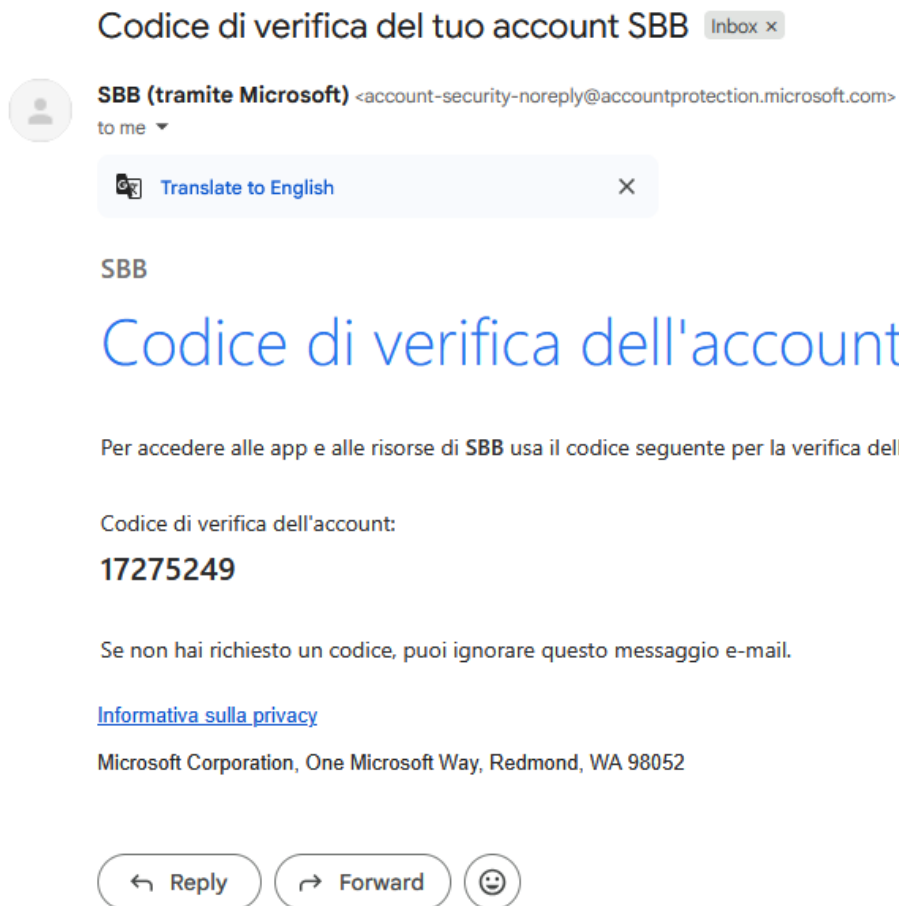 Codice di verifica del tuo account SBB Inbox ×
SBB (tramite Microsoft) <account-security-noreply@accountprotection.microsoft.com>
to me
Translate to English
SBB
Codice di verifica dell'account
Per accedere alle app e alle risorse di SBB usa il codice seguente per la verifica dell
Codice di verifica dell'account:
17275249
Se non hai richiesto un codice, puoi ignorare questo messaggio e-mail.
Informativa sulla privacy
Microsoft Corporation, One Microsoft Way, Redmond, WA 98052
Reply Forward